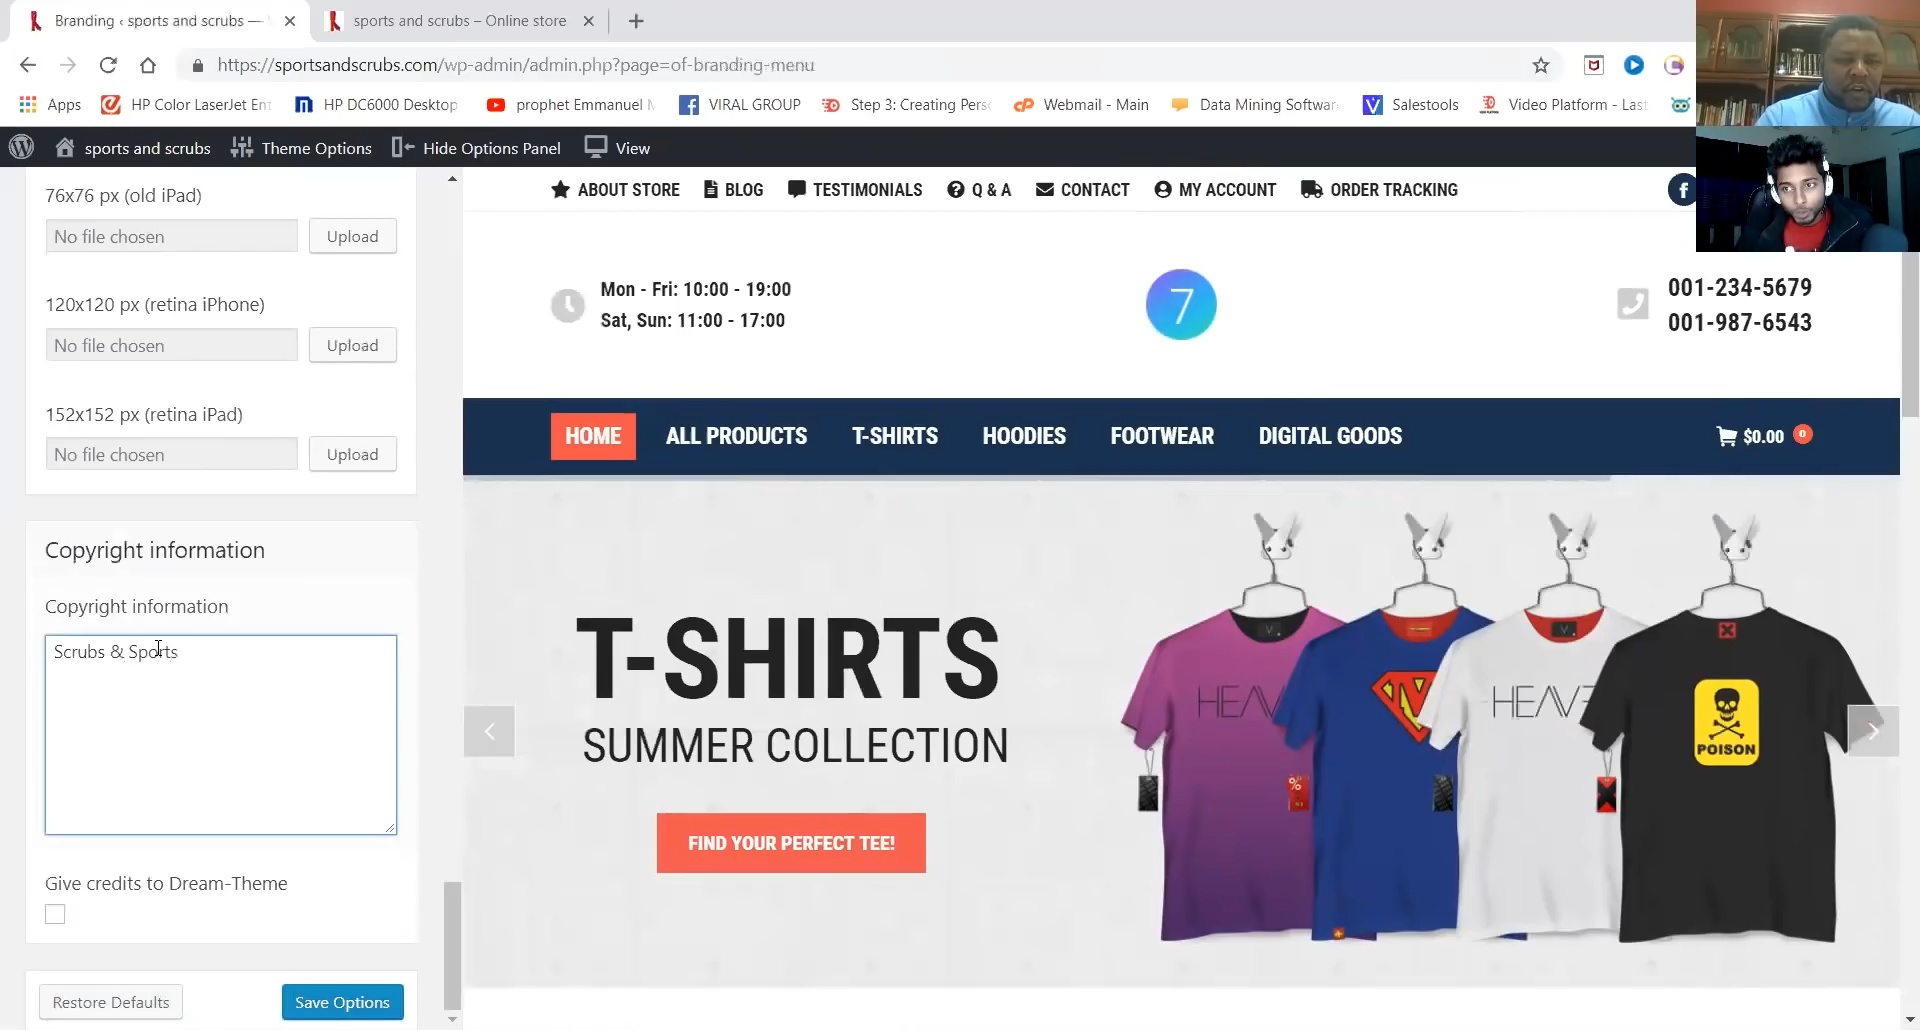 Branding ‹ sports and scrubs —
sports and scrubs – Online store
https://sportsandscrubs.com/wp-admin/admin.php?page=of-branding-menu
Apps
HP Color LaserJet Ent
HP DC6000 Desktop
prophet Emmanuel
VIRAL GROUP
Step 3: Creating Pers
Webmail - Main
Data Mining Softwar
Salestools
Video Platform - Las
sports and scrubs
Theme Options
Hide Options Panel
View
76x76 px (old iPad)
No file chosen
Upload
120x120 px (retina iPhone)
No file chosen
Upload
152x152 px (retina iPad)
No file chosen
Upload
Copyright information
Copyright information
Scrubs & Sports
Give credits to Dream-Theme
Restore Defaults
Save Options
ABOUT STORE
BLOG
TESTIMONIALS
Q & A
CONTACT
MY ACCOUNT
ORDER TRACKING
Mon - Fri: 10:00 - 19:00
Sat, Sun: 11:00 - 17:00
7
001-234-5679
001-987-6543
HOME
ALL PRODUCTS
T-SHIRTS
HOODIES
FOOTWEAR
DIGITAL GOODS
$0.00
0
T-SHIRTS
SUMMER COLLECTION
FIND YOUR PERFECT TEE!
POISON